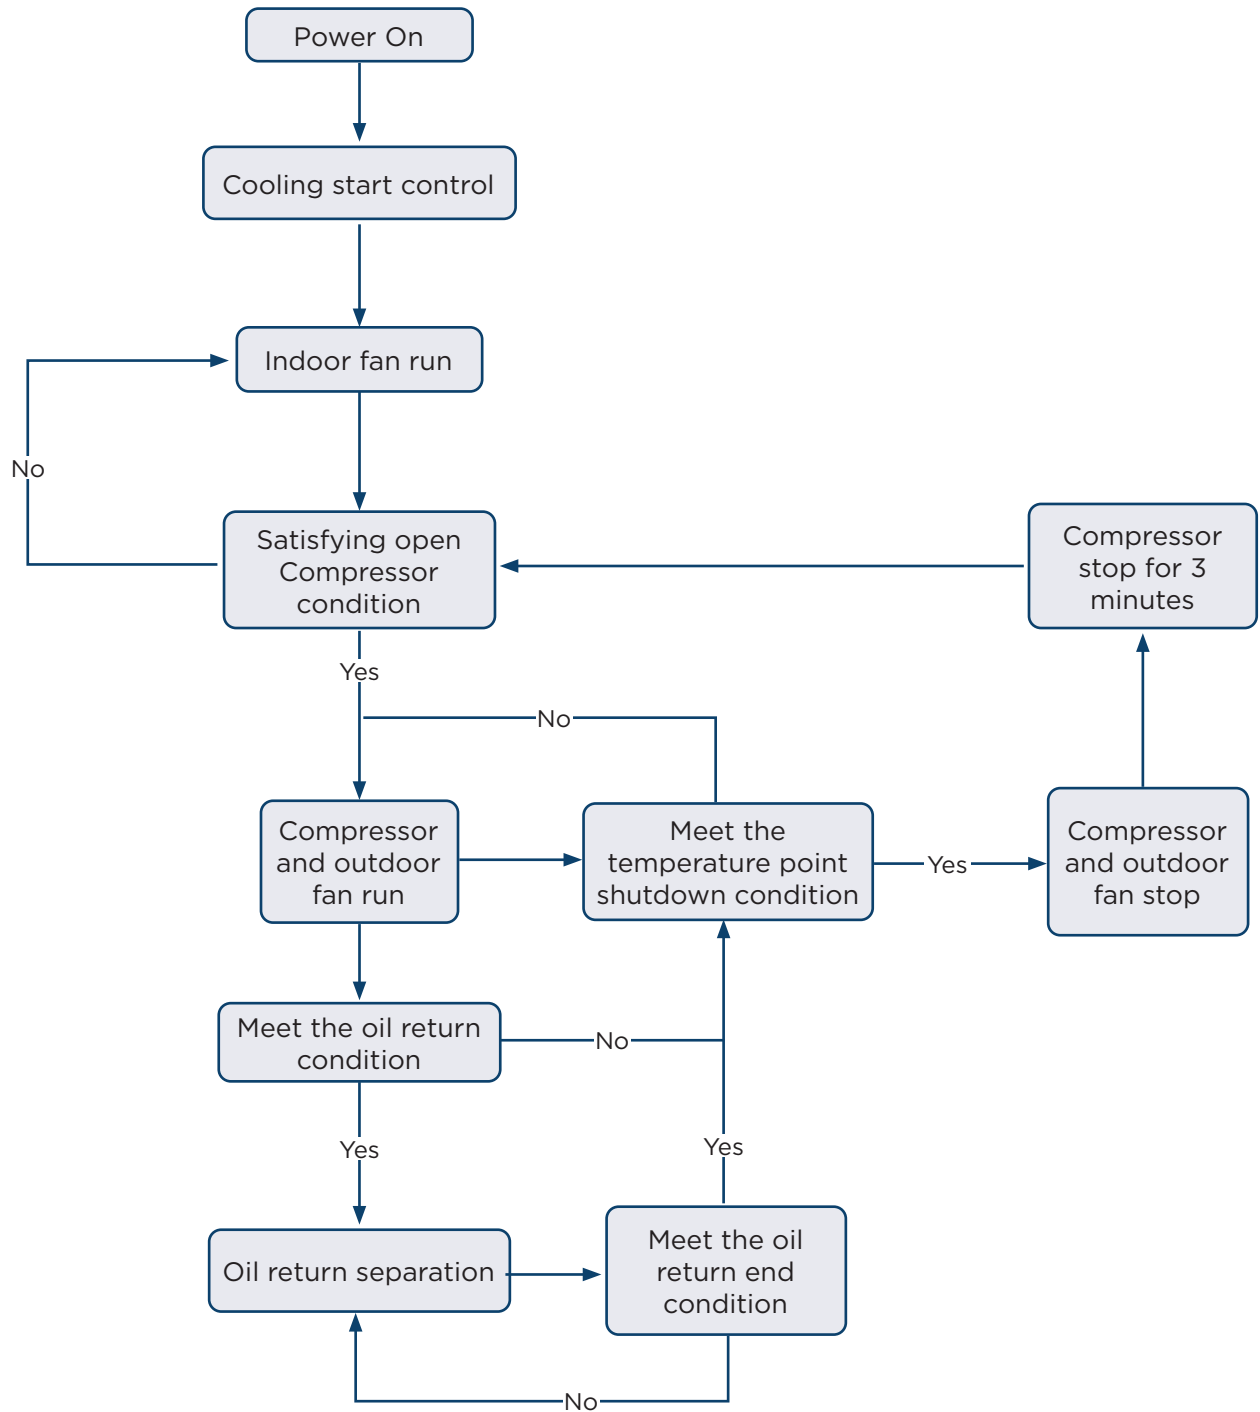 Power On
Cooling start control
Indoor fan run
No
Satisfying open
Compressor
condition
Compressor
stop for 3
minutes
Yes
No
Compressor
and outdoor
fan run
Meet the
temperature point
shutdown condition
Yes
Compressor
and outdoor
fan stop
Meet the oil return
condition
No
Yes
Yes
Oil return separation
Meet the oil
return end
condition
No